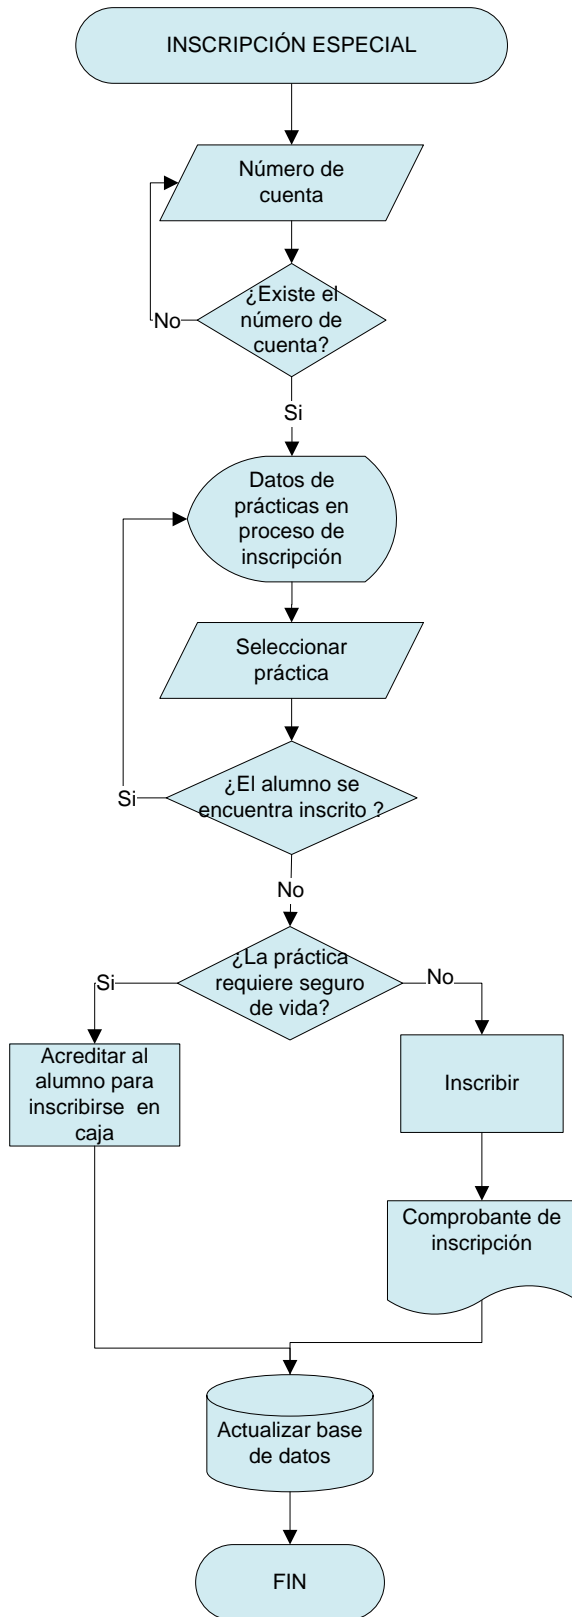 INSCRIPCIÓN ESPECIAL
Número de
cuenta
¿Existe el
número de
cuenta?
No
Si
Datos de
prácticas en
proceso de
inscripción
Seleccionar
práctica
¿El alumno se
encuentra inscrito ?
Si
No
¿La práctica
requiere seguro
de vida?
Si
No
Acreditar al
alumno para
inscribirse en
caja
Inscribir
Comprobante de
inscripción
Actualizar base
de datos
FIN